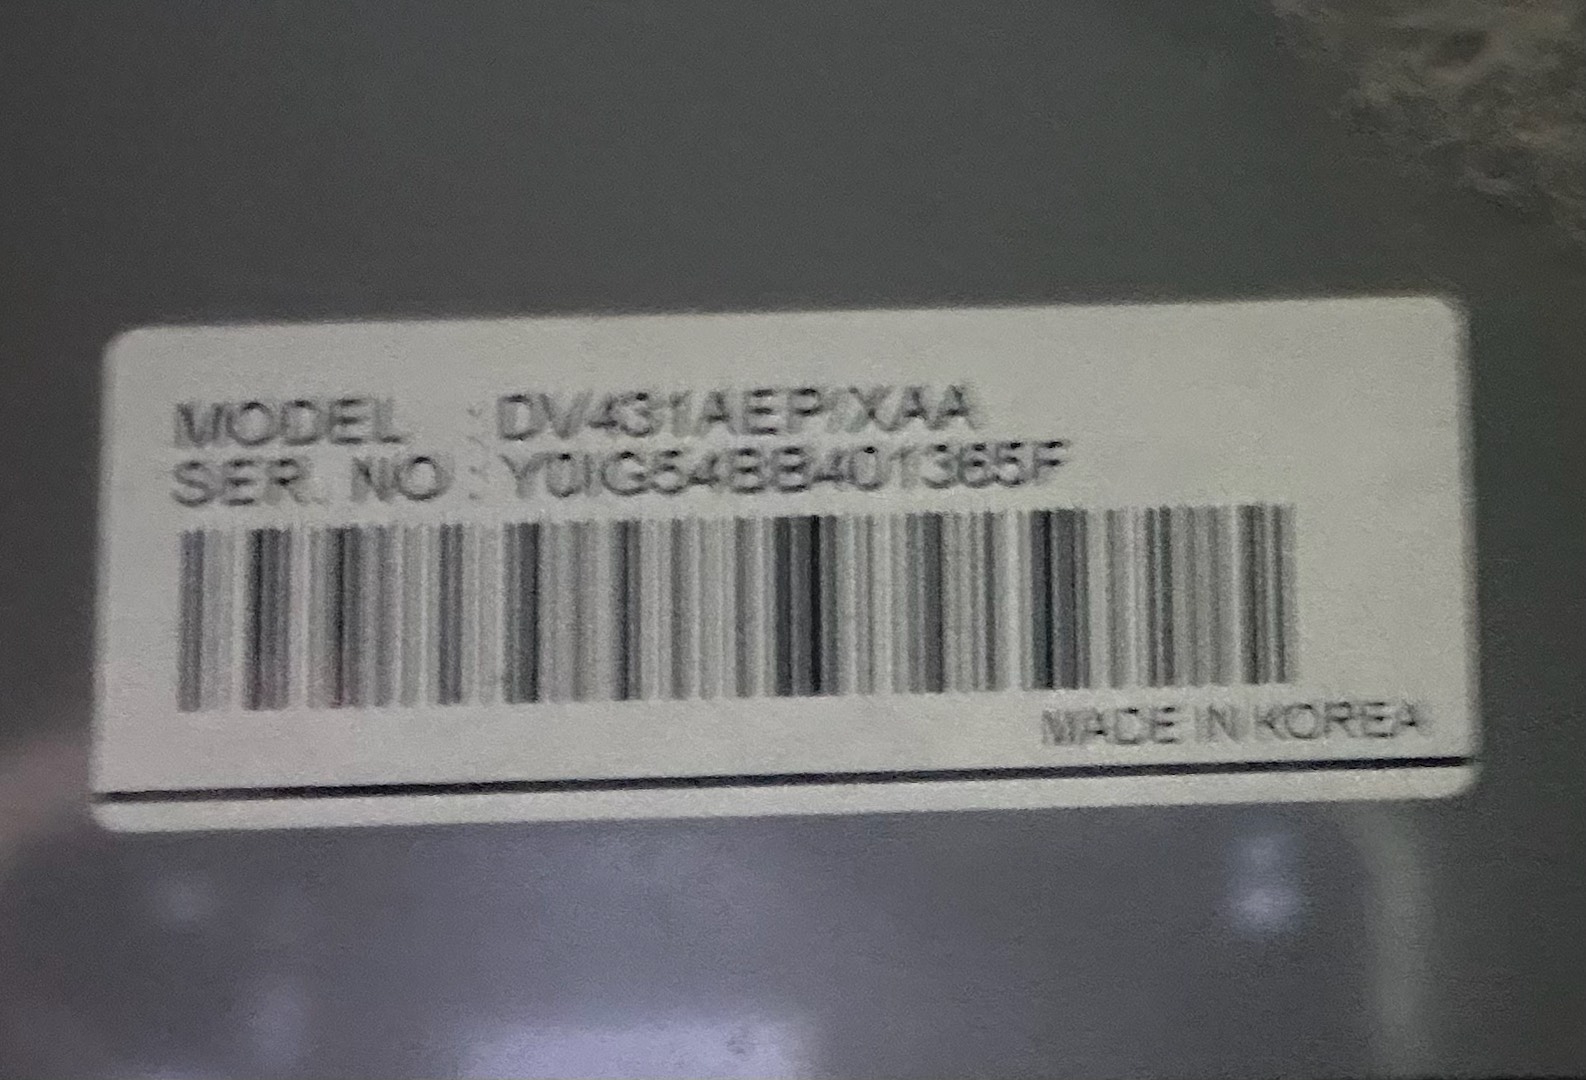 MODEL : DV431AEP/XAA
SER. NO : Y0IG54BB401365F
MADE IN KOREA